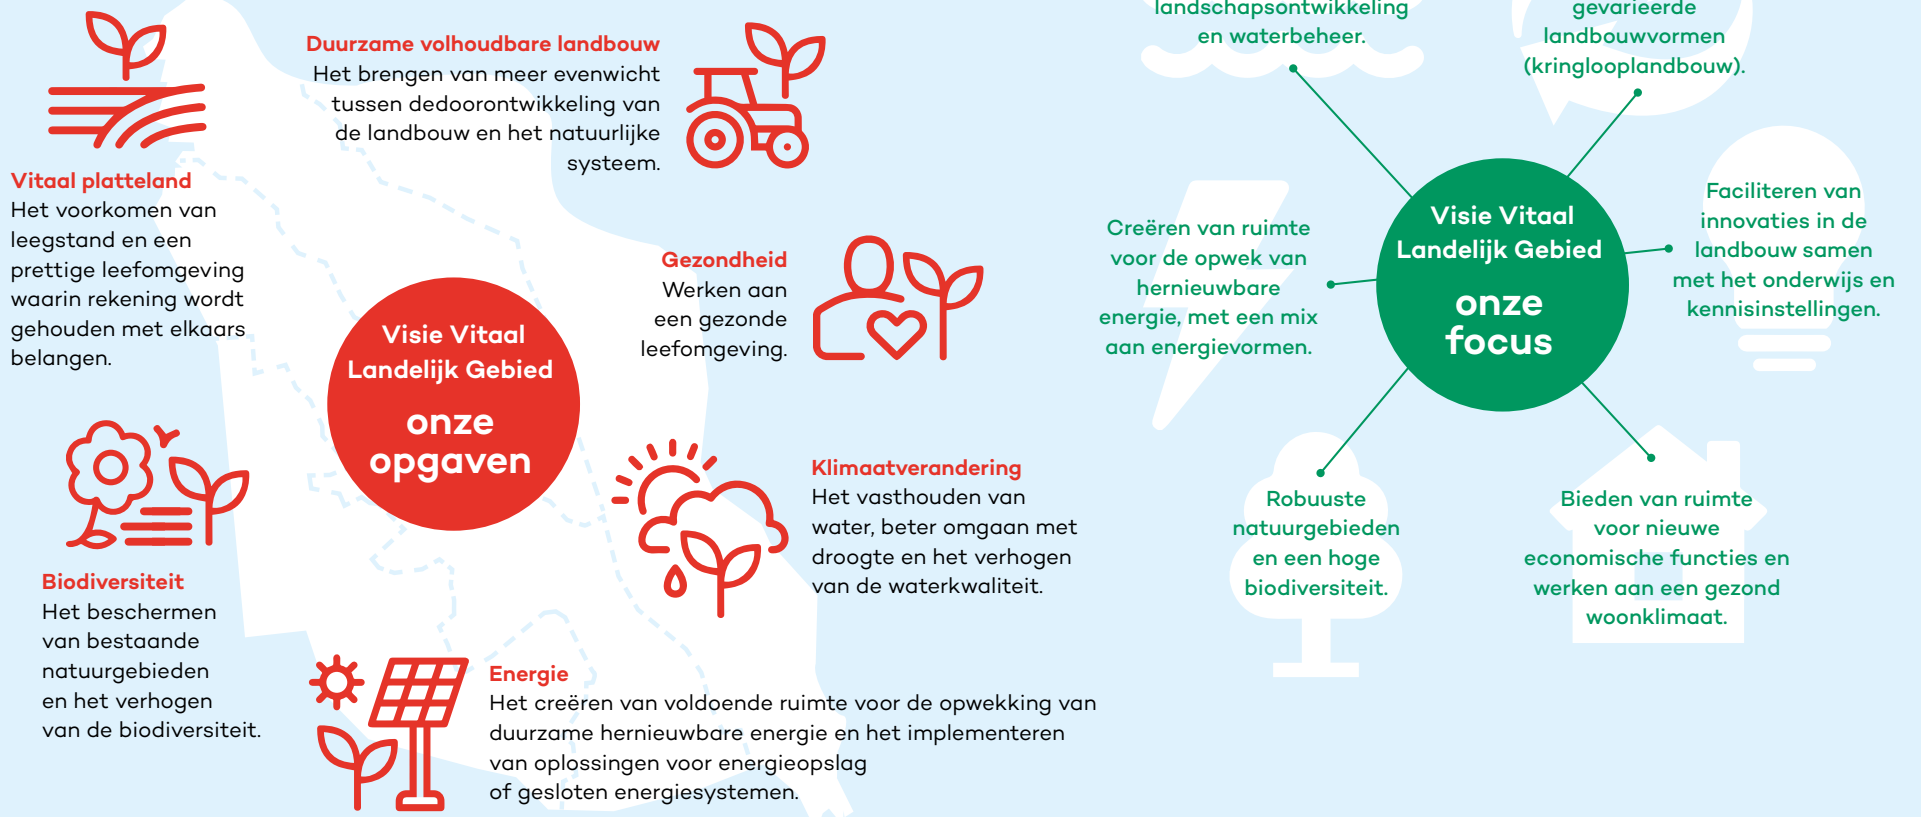 Duurzame volhoudbare landbouw
Het brengen van meer evenwicht
tussen dedoorontwikkeling van
de landbouw en het natuurlijke
systeem.
Vitaal platteland
Het voorkomen van
leegstand en een
prettige leefomgeving
waarin rekening wordt
gehouden met elkaars
belangen.
Gezondheid
Werken aan
een gezonde
leefomgeving.
Visie Vitaal
Landelijk Gebied
onze
opgaven
Klimaatverandering
Het vasthouden van
water, beter omgaan met
droogte en het verhogen
van de waterkwaliteit.
Biodiversiteit
Het beschermen
van bestaande
natuurgebieden
en het verhogen
van de biodiversiteit.
Energie
Het creëren van voldoende ruimte voor de opwekking van
duurzame hernieuwbare energie en het implementeren
van oplossingen voor energieopslag
of gesloten energiesystemen.
landschapsontwikkeling
en waterbeheer.
gevarieerde
landbouwvormen
(kringlooplandbouw).
Creëren van ruimte
voor de opwek van
hernieuwbare
energie, met een mix
aan energievormen.
Visie Vitaal
Landelijk Gebied
onze
focus
Faciliteren van
innovaties in de
landbouw samen
met het onderwijs en
kennisinstellingen.
Robuuste
natuurgebieden
en een hoge
biodiversiteit.
Bieden van ruimte
voor nieuwe
economische functies en
werken aan een gezond
woonklimaat.